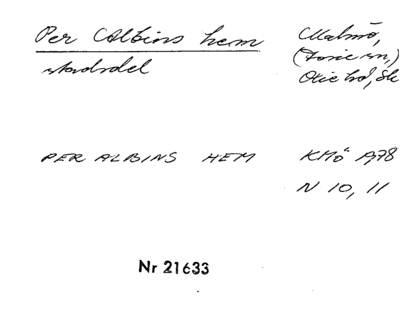 Per Albins hem Malmö,
stadsdel (Fosie sn,)
Oxie hd, Sk
PER ALBINS HEM KMÖ 1978
N 10, 11
Nr 21633